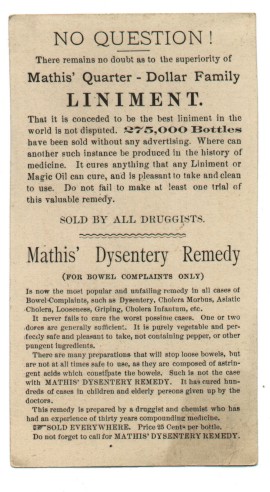 NO QUESTION!
There remains no doubt as to the superiority of
Mathis' Quarter - Dollar Family
LINIMENT.
That it is conceded to be the best liniment in the
world is not disputed. 275,000 Bottles
have been sold without any advertising. Where can
another such instance be produced in the history of
medicine. It cures anything that any Liniment or
Magic Oil can cure, and is pleasant to take and clean
to use. Do not fail to make at least one trial of
this valuable remedy.
SOLD BY ALL DRUGGISTS.
Mathis' Dysentery Remedy
(FOR BOWEL COMPLAINTS ONLY)
Is now the most popular and unfailing remedy in all cases of
Bowel-Complaints, such as Dysentery, Cholera Morbus, Asiatic
Cholera, Looseness, Griping, Cholera Infantum, etc.
It never fails to cure the worst possible cases. One or two
doses are generally sufficient. It is purely vegetable and per-
fectly safe and pleasant to take, not containing pepper, or other
pungent ingredients.
There are many preparations that will stop loose bowels, but
are not at all times safe to use, as they are composed of astrin-
gent acids which constipate the bowels. Such is not the case
with MATHIS' DYSENTERY REMEDY. It has cured hund-
reds of cases in children and elderly persons given up by the
doctors.
This remedy is prepared by a druggist and chemist who has
had an experience of thirty years compounding medicine.
☞SOLD EVERYWHERE. Price 25 Cents per bottle.
Do not forget to call for MATHIS' DYSENTERY REMEDY.